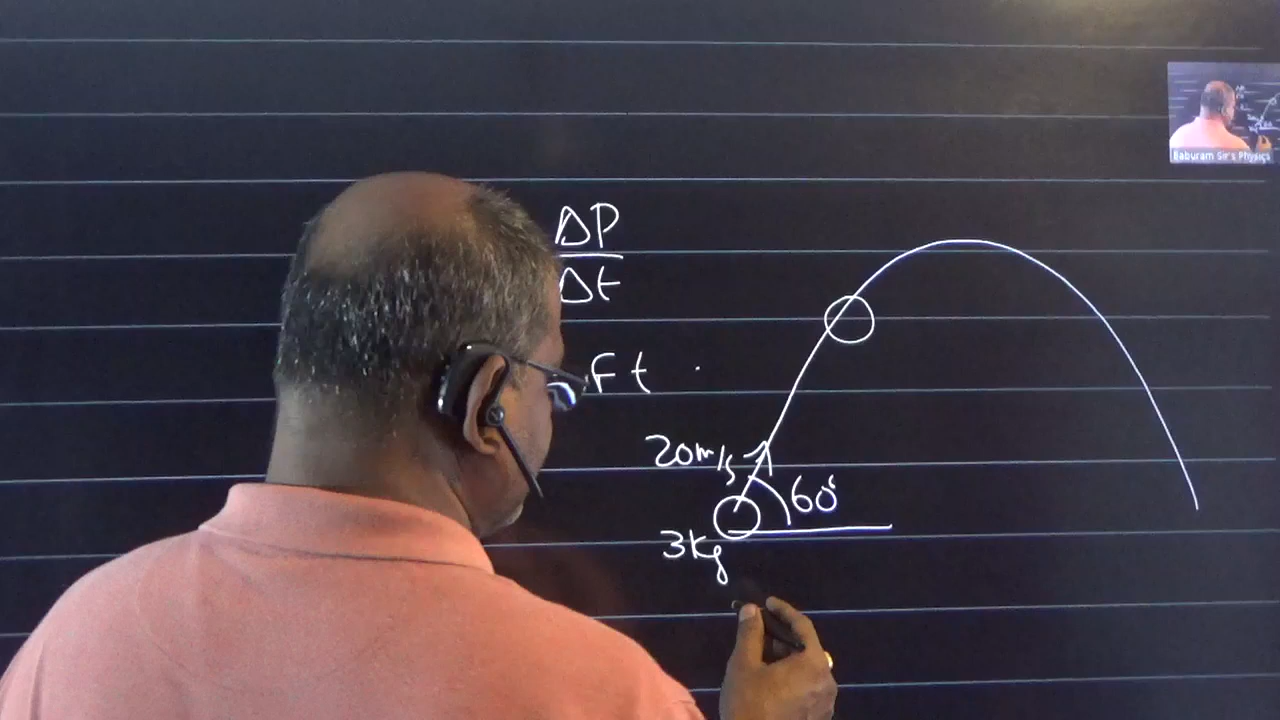 ΔP
Δt
Ft
20m/s
60°
3kg
Baburam Sir's Physics